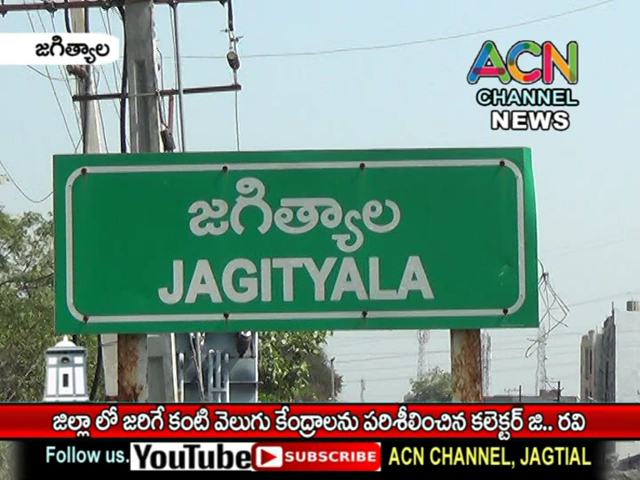 జగిత్యాల
ACN
CHANNEL
NEWS
జగిత్యాల
JAGITYALA
జిల్లా లో జరిగే కంటి వెలుగు కేంద్రాలను పరిశీలించిన కలెక్టర్ జి.. రవి
Follow us. YouTube SUBSCRIBE ACN CHANNEL, JAGTIAL